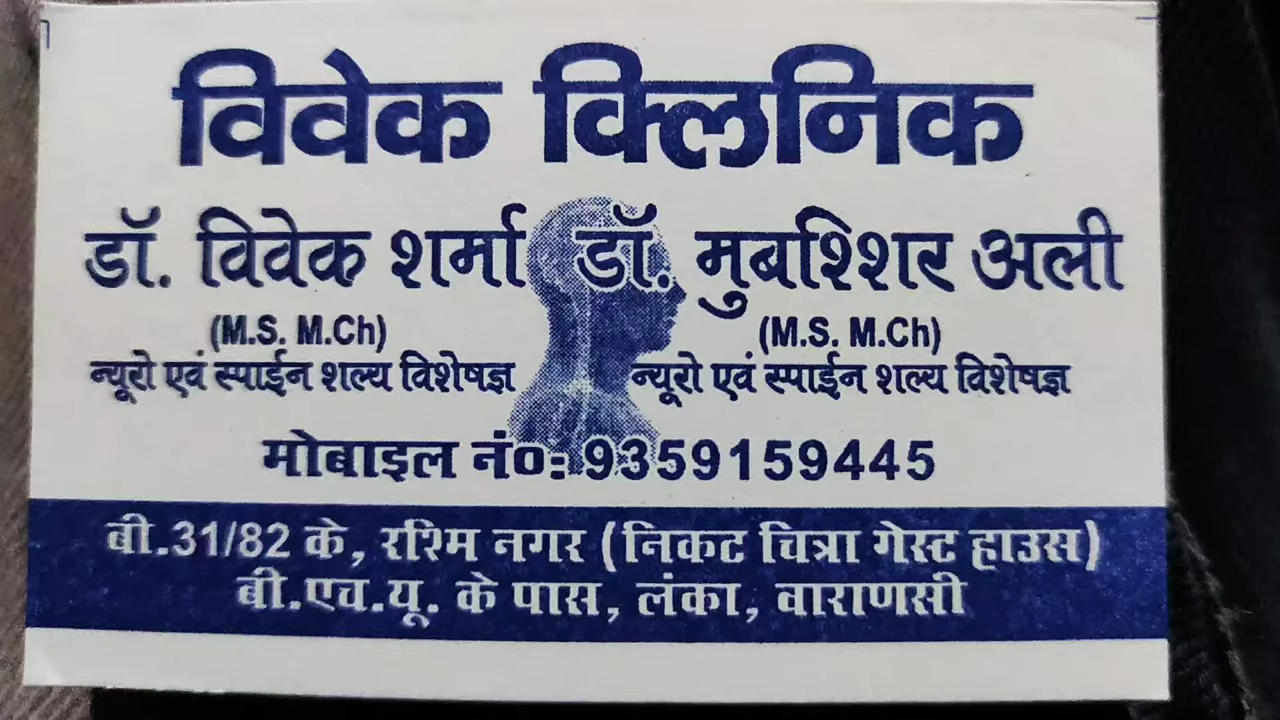 विवेक क्लिनिक
डॉ. विवेक शर्मा डॉ. मुबश्शिर अली
(M.S. M.Ch) (M.S. M.Ch)
न्यूरो एवं स्पाईन शल्य विशेषज्ञ न्यूरो एवं स्पाईन शल्य विशेषज्ञ
मोबाइल नं०:-9359159445
बी.31/82 के, रश्मि नगर (निकट चित्रा गेस्ट हाउस)
बी.एच.यू. के पास, लंका, वाराणसी